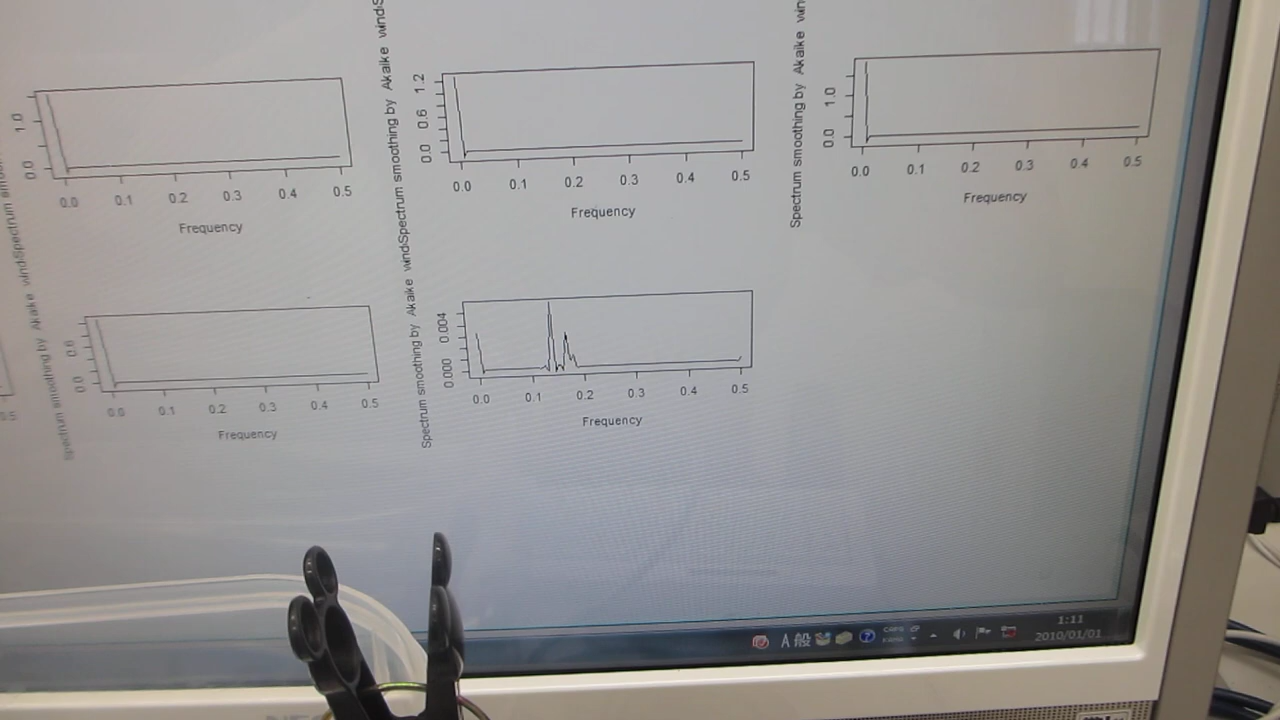 Spectrum smoothing by Akaike wind
1.0
0.0
0.0 0.1 0.2 0.3 0.4 0.5
Frequency
Spectrum smoothing by Akaike wind
1.2
0.6
0.0
0.0 0.1 0.2 0.3 0.4 0.5
Frequency
Spectrum smoothing by Akaike win
1.0
0.0
0.0 0.1 0.2 0.3 0.4 0.5
Frequency
Spectrum smoothing by Akaike wind
0.6
0.0
0.0 0.1 0.2 0.3 0.4 0.5
Frequency
Spectrum smoothing by Akaike wind
0.004
0.000
0.0 0.1 0.2 0.3 0.4 0.5
Frequency
A 般
CAPS
KANA
1:11
2010/01/01